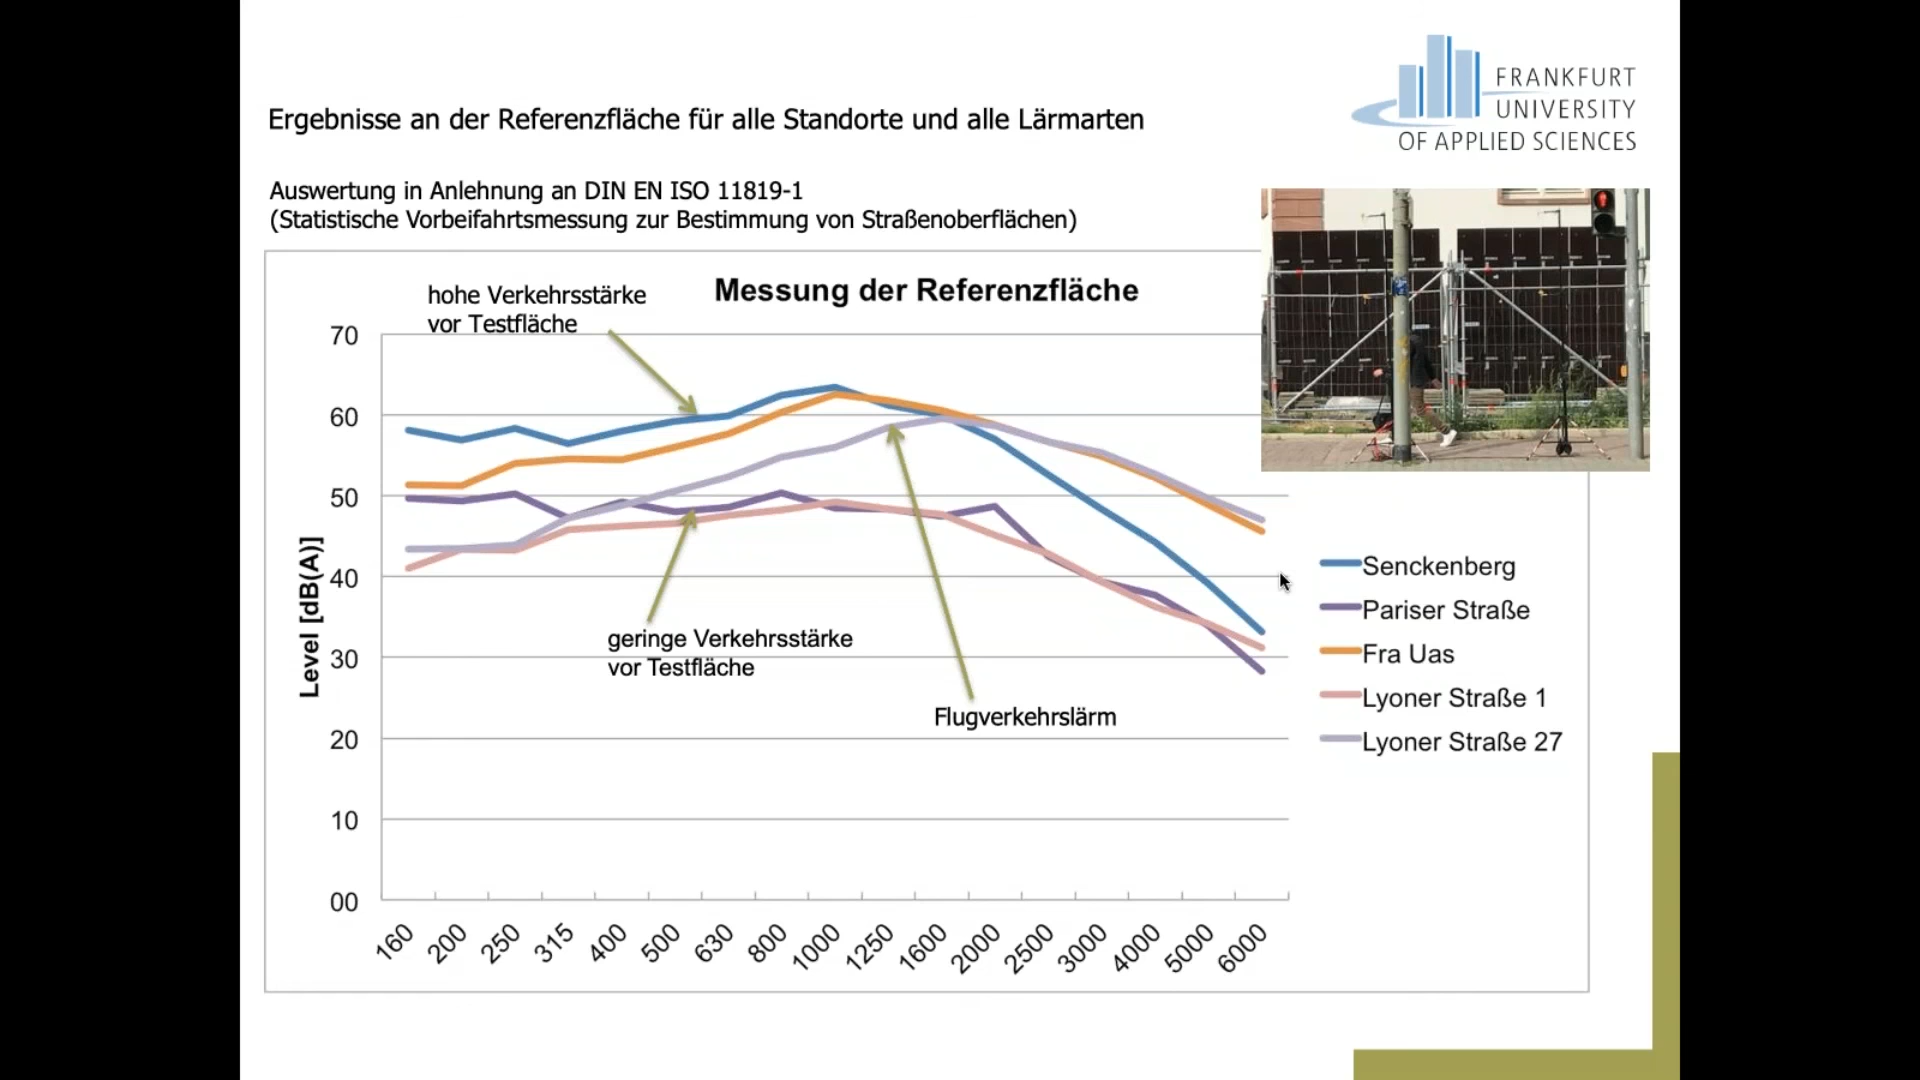 FRANKFURT
UNIVERSITY
OF APPLIED SCIENCES
Ergebnisse an der Referenzfläche für alle Standorte und alle Lärmarten
Auswertung in Anlehnung an DIN EN ISO 11819-1
(Statistische Vorbeifahrtsmessung zur Bestimmung von Straßenoberflächen)
Messung der Referenzfläche
hohe Verkehrsstärke
vor Testfläche
70
60
50
40
30
20
10
00
Level [dB(A)]
geringe Verkehrsstärke
vor Testfläche
Flugverkehrslärm
Senckenberg
Pariser Straße
Fra Uas
Lyoner Straße 1
Lyoner Straße 27
160
200
250
315
400
500
630
800
1000
1250
1600
2000
2500
3000
4000
5000
6000